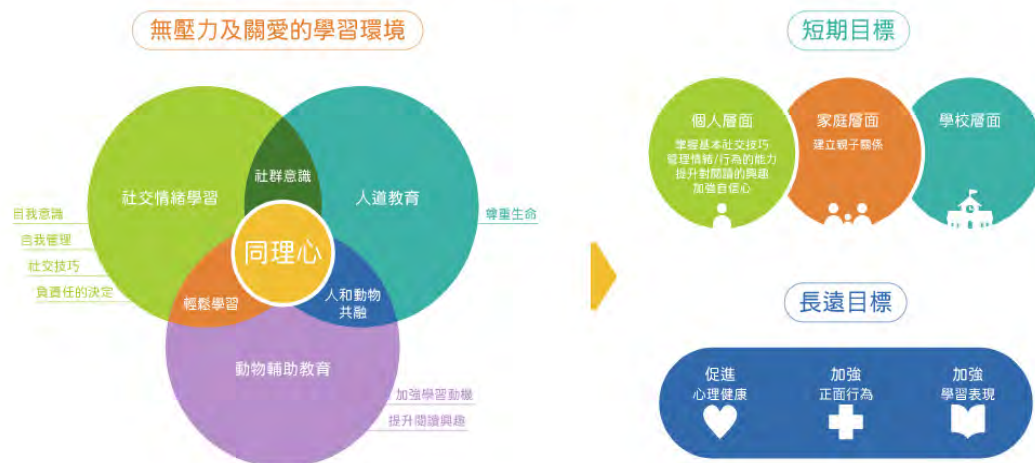 無壓力及關愛的學習環境
社交情緒學習
社群意識
人道教育
同理心
輕鬆學習
人和動物
共融
動物輔助教育
自我意識
自我管理
社交技巧
負責任的決定
尊重生命
加強學習動機
提升閱讀興趣
短期目標
個人層面
掌握基本社交技巧
管理情緒/行為的能力
提升對閱讀的興趣
加強自信心
家庭層面
建立親子關係
學校層面
長遠目標
促進
心理健康
加強
正面行為
加強
學習表現